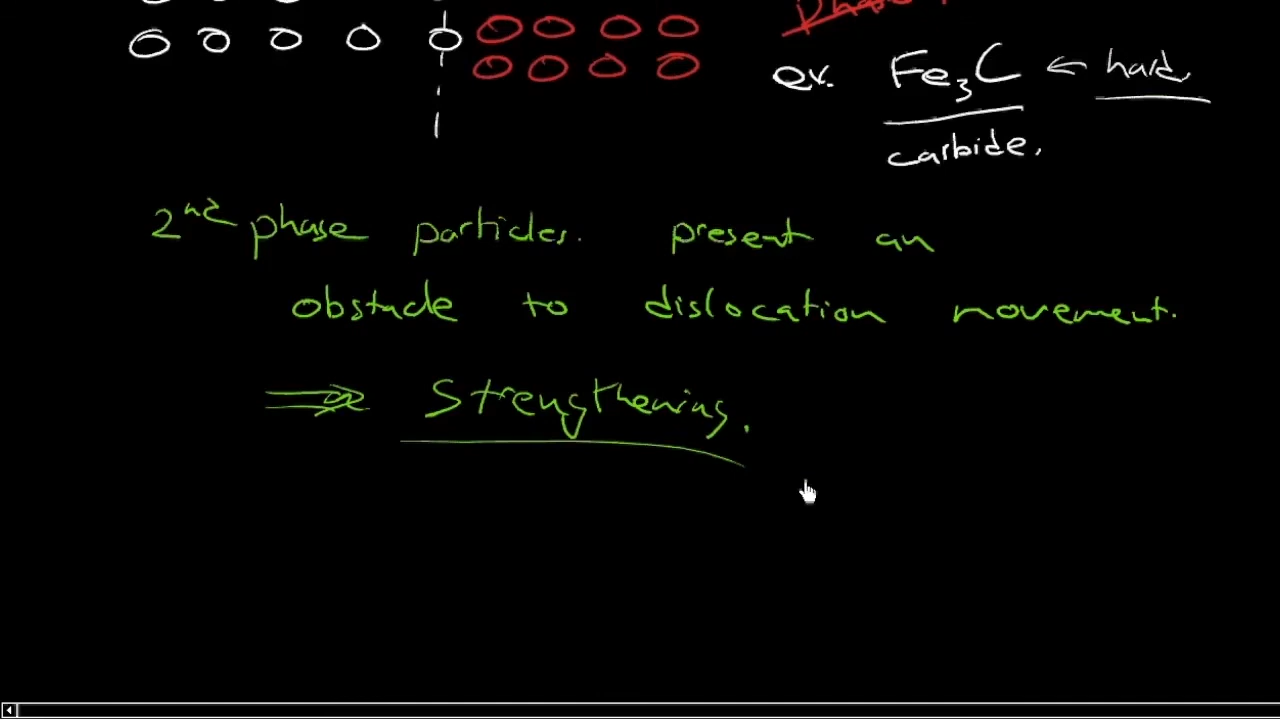 ex. Fe₃C ← hard.
carbide.
2nd phase particles. present an
obstacle to dislocation movement.
⇒ Strengthening.